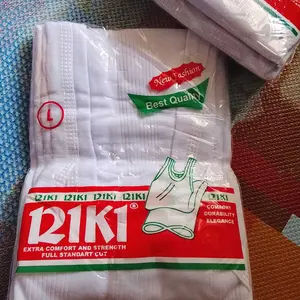 New Fashion
Best Quality
RIKI RIKI RIKI RIKI RIKI
RIKI®
EXTRA COMFORT AND STRENGTH
FULL STANDART CUT
COMFORT
DURABILITY
ELEGANCE